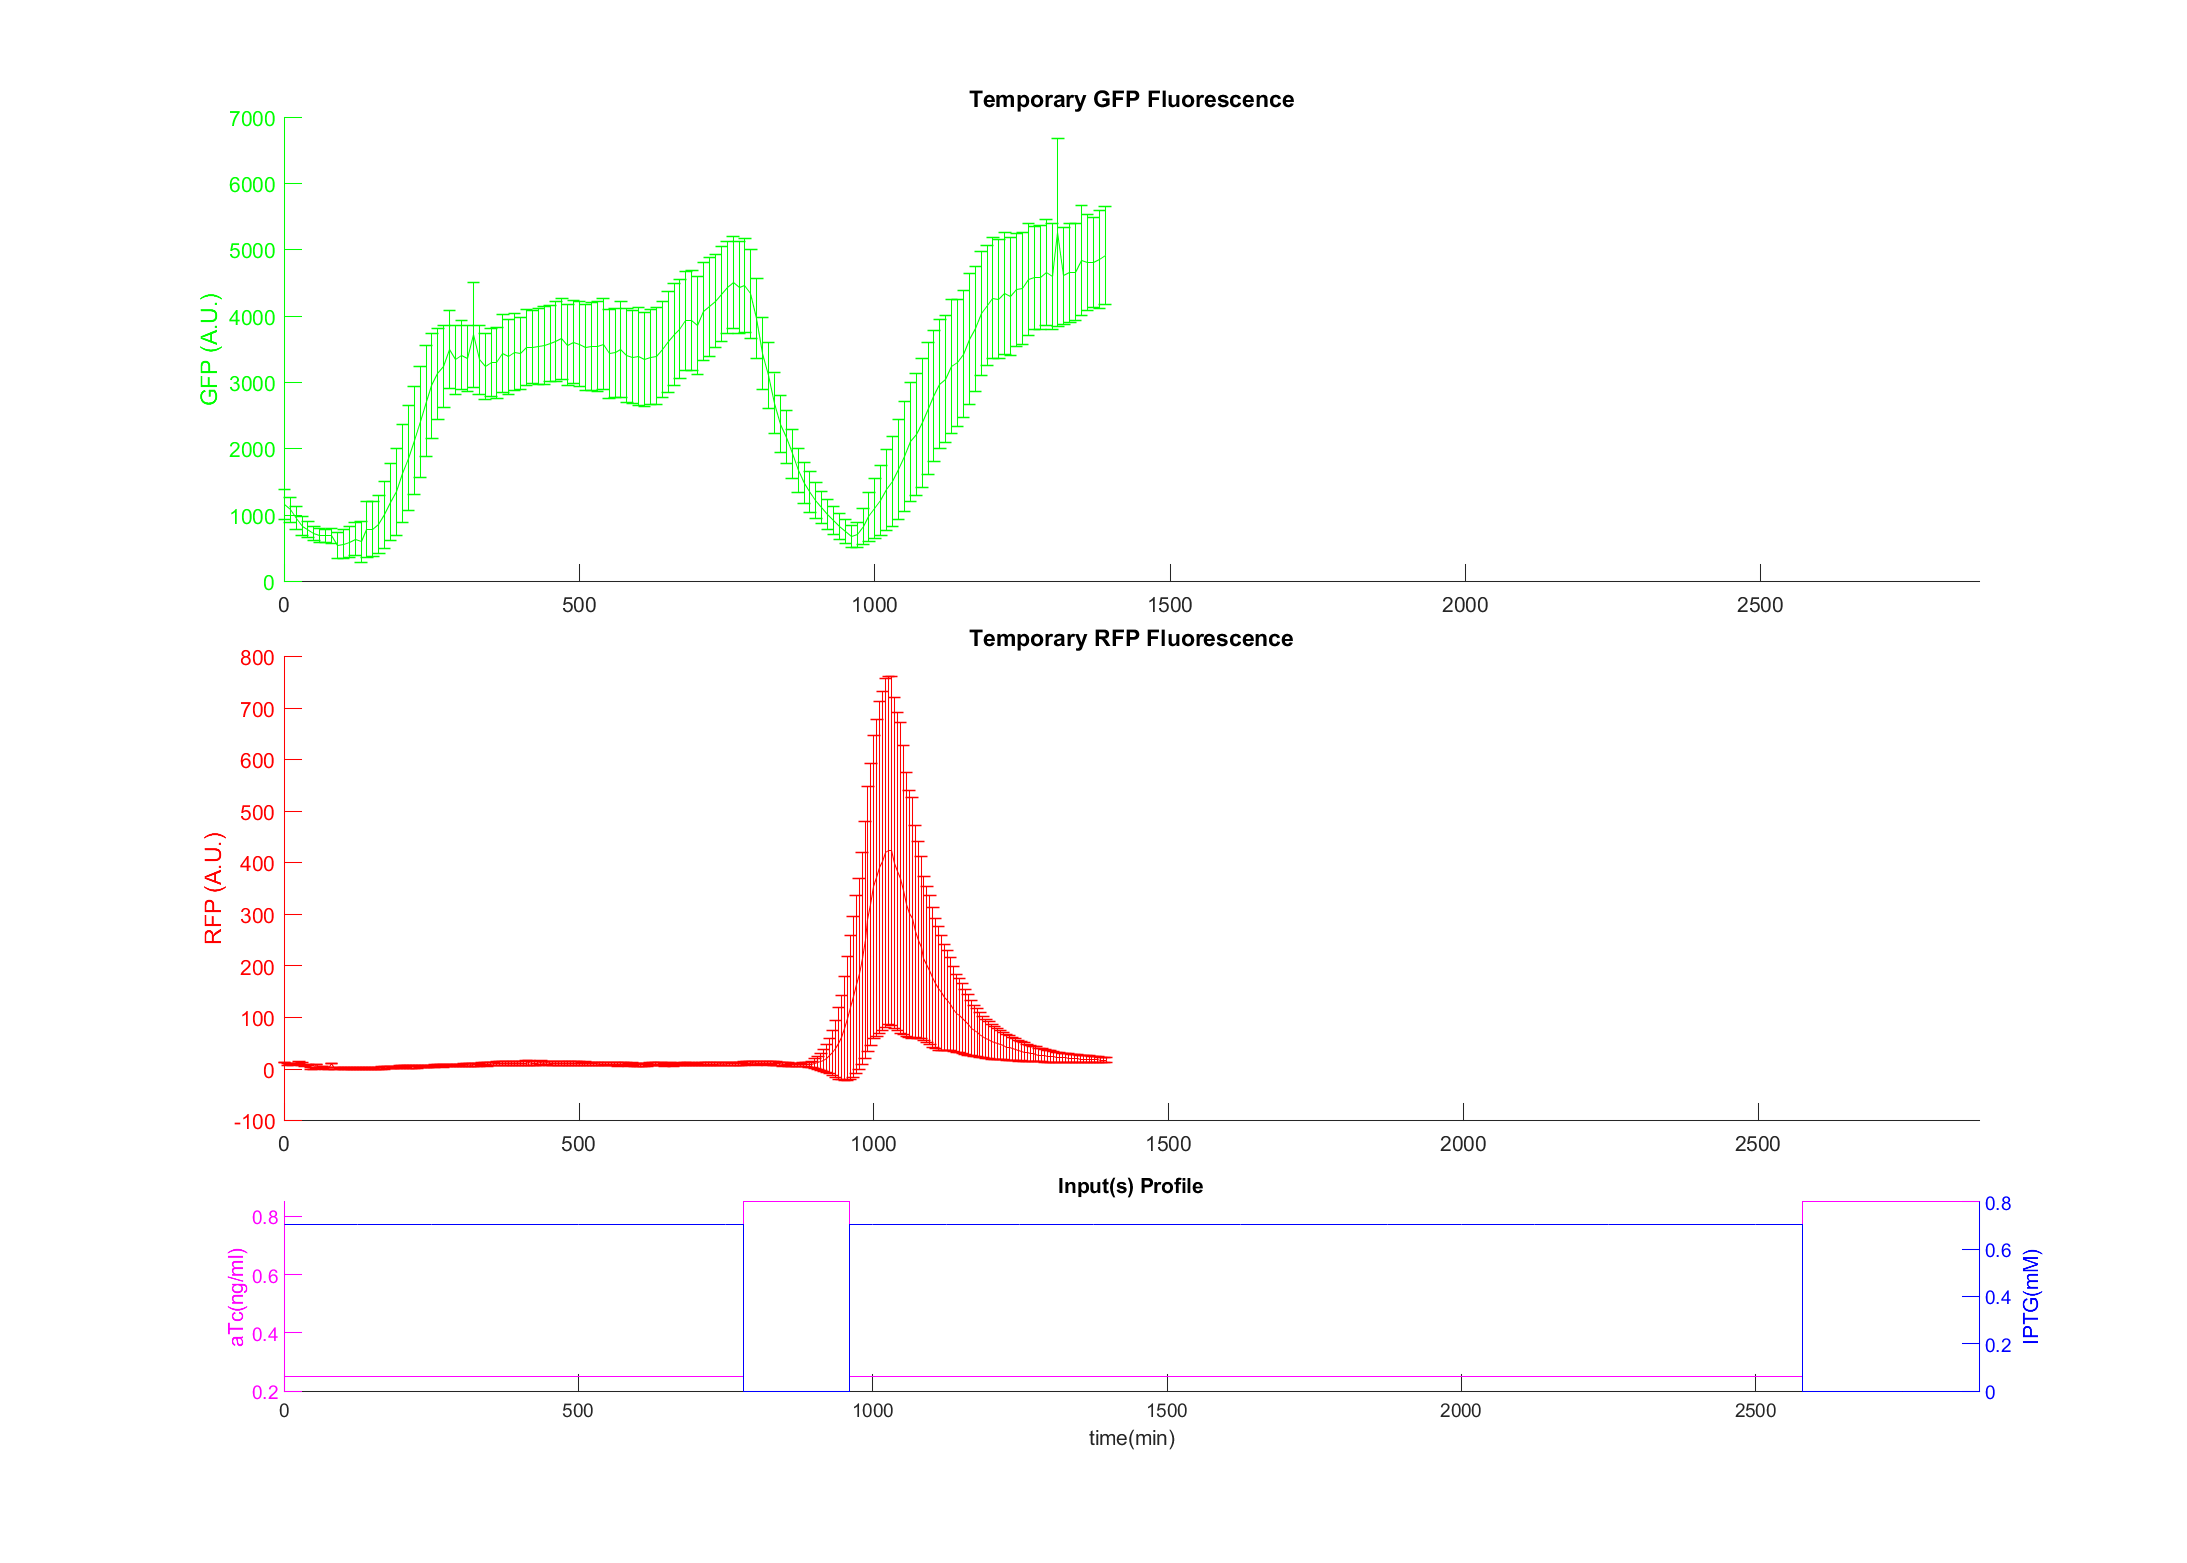 Temporary GFP Fluorescence
GFP (A.U.)
7000
6000
5000
4000
3000
2000
1000
0
0 500 1000 1500 2000 2500
Temporary RFP Fluorescence
RFP (A.U.)
800
700
600
500
400
300
200
100
0
-100
0 500 1000 1500 2000 2500
Input(s) Profile
aTc(ng/ml)
0.8
0.6
0.4
0.2
IPTG(mM)
0.8
0.6
0.4
0.2
0
0 500 1000 1500 2000 2500
time(min)